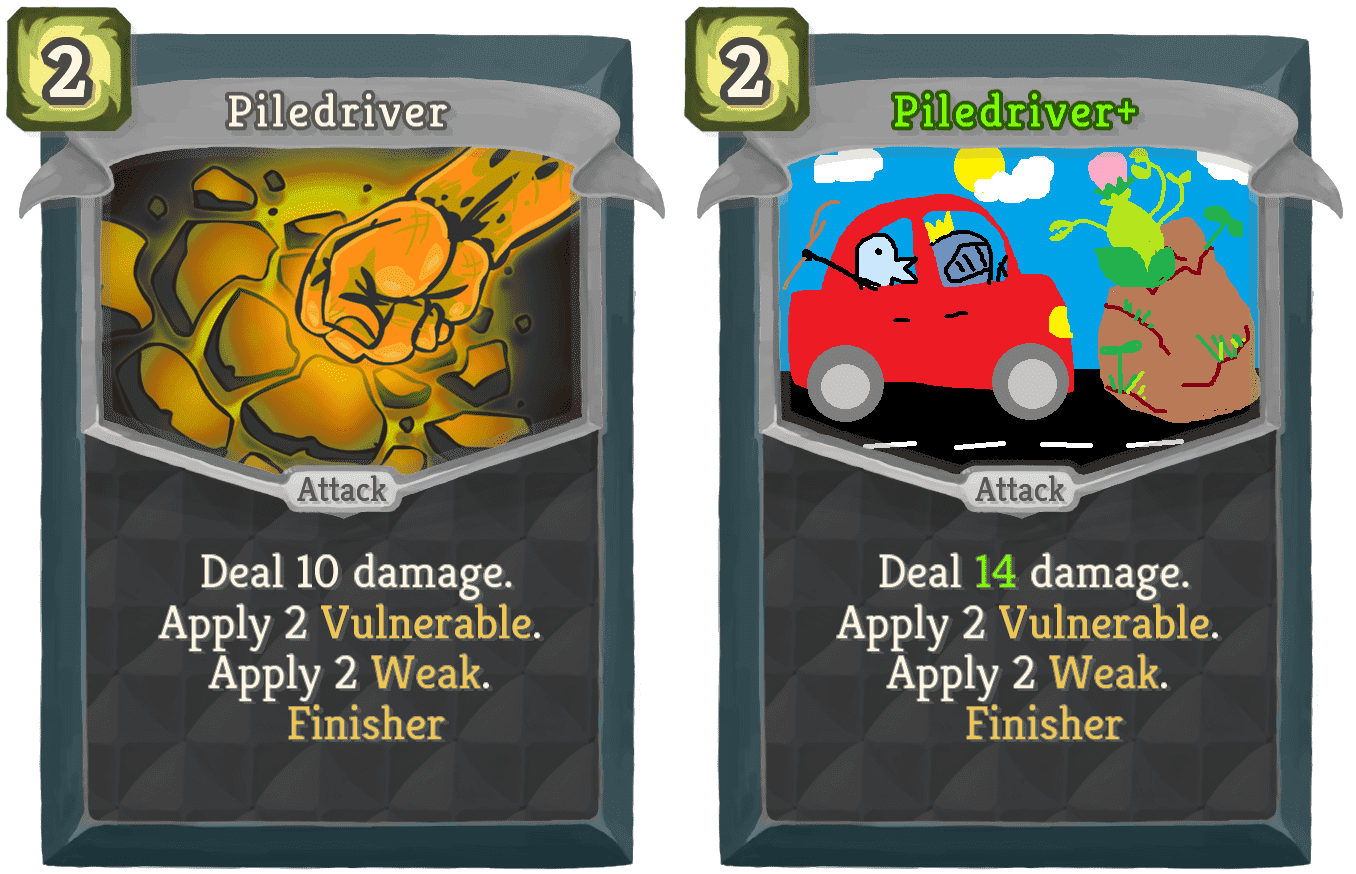 2
Piledriver
Attack
Deal 10 damage.
Apply 2 Vulnerable.
Apply 2 Weak.
Finisher
2
Piledriver+
Attack
Deal 14 damage.
Apply 2 Vulnerable.
Apply 2 Weak.
Finisher